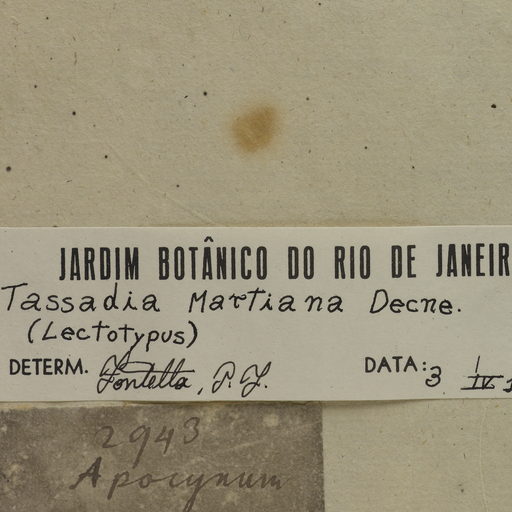 JARDIM BOTÂNICO DO RIO DE JANEIR
Tassadia Martiana Decne.
(Lectotypus)
DETERM. Fontella, P. J. DATA: 3 IV
2943
Apocynum